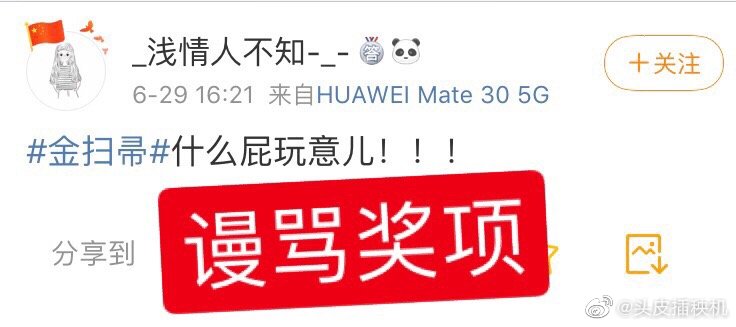 _浅情人不知-_-
答
6-29 16:21 来自HUAWEI Mate 30 5G
+关注
#金扫帚#什么屁玩意儿！！！
谩骂奖项
分享到
@头皮插秧机